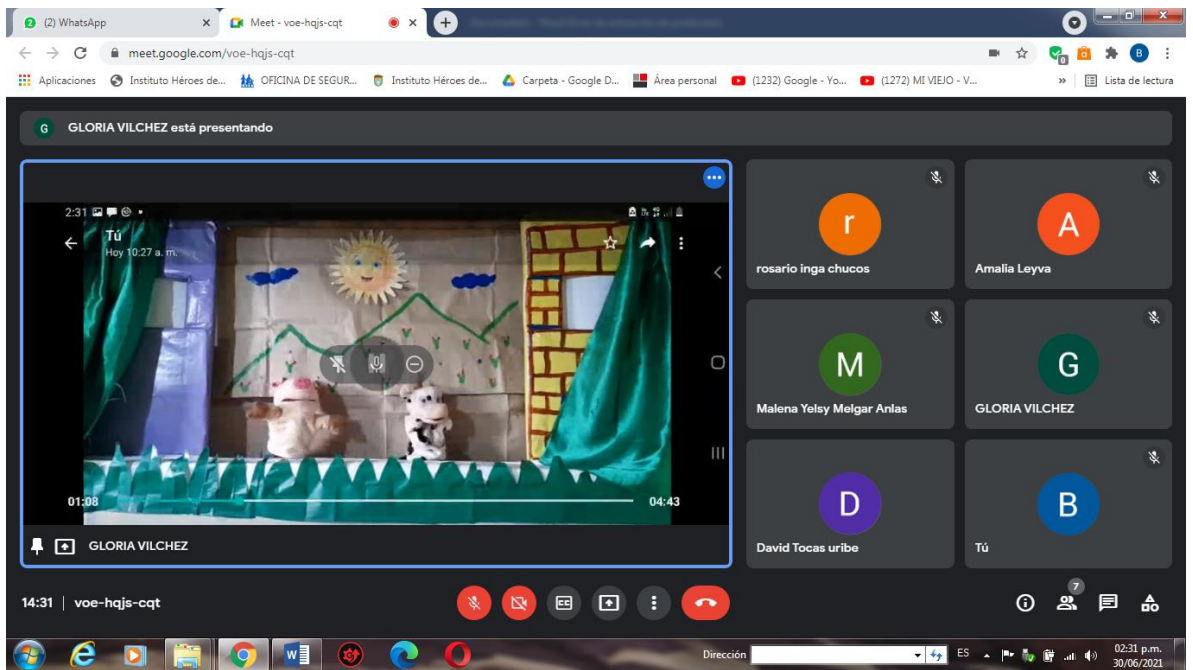 (2) WhatsApp
Meet - voe-hqjs-cqt
meet.google.com/voe-hqjs-cqt
B
Aplicaciones
Instituto Héroes de...
OFICINA DE SEGUR...
Instituto Héroes de...
Carpeta - Google D...
Área personal
(1232) Google - Yo...
(1272) MI VIEJO - V...
»
Lista de lectura
G GLORIA VILCHEZ está presentando
2:31
Tú
Hoy 10:27 a. m.
01:08
04:43
GLORIA VILCHEZ
r
rosario inga chucos
A
Amalia Leyva
M
Malena Yelsy Melgar Anlas
G
GLORIA VILCHEZ
D
David Tocas uribe
B
Tú
14:31 | voe-hqjs-cqt
CC
7
Dirección
ES
02:31 p.m.
30/06/2021